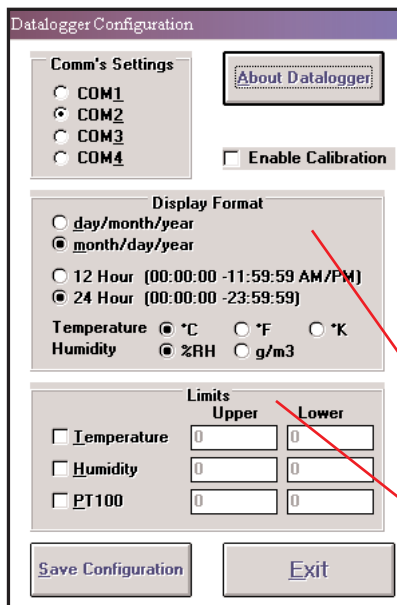 Datalogger Configuration
Comm's Settings
COM1
COM2
COM3
COM4
About Datalogger
Enable Calibration
Display Format
day/month/year
month/day/year
12 Hour (00:00:00 -11:59:59 AM/PM)
24 Hour (00:00:00 -23:59:59)
Temperature °C °F °K
Humidity %RH g/m3
Limits
Upper Lower
Temperature 0 0
Humidity 0 0
PT100 0 0
Save Configuration Exit